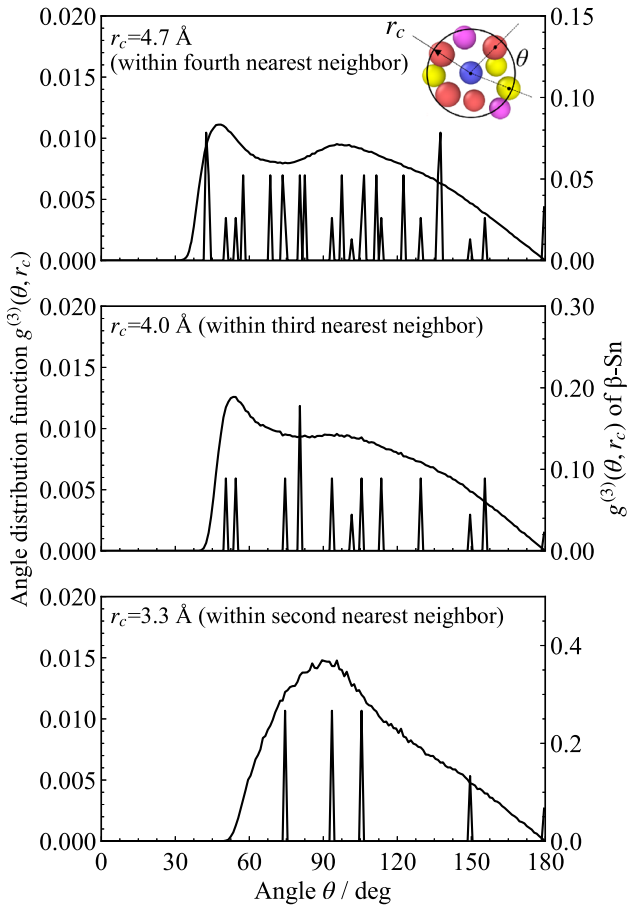 r_c=4.7 Å
(within fourth nearest neighbor)
r_c
θ
0.020
0.015
0.010
0.005
0.000
0.15
0.10
0.05
0.00
r_c=4.0 Å (within third nearest neighbor)
0.020
0.015
0.010
0.005
0.000
0.30
0.20
0.10
0.00
r_c=3.3 Å (within second nearest neighbor)
0.020
0.015
0.010
0.005
0.000
0.4
0.2
0.0
0 30 60 90 120 150 180
Angle θ / deg
Angle distribution function g^(3)(θ, r_c)
g^(3)(θ, r_c) of β-Sn